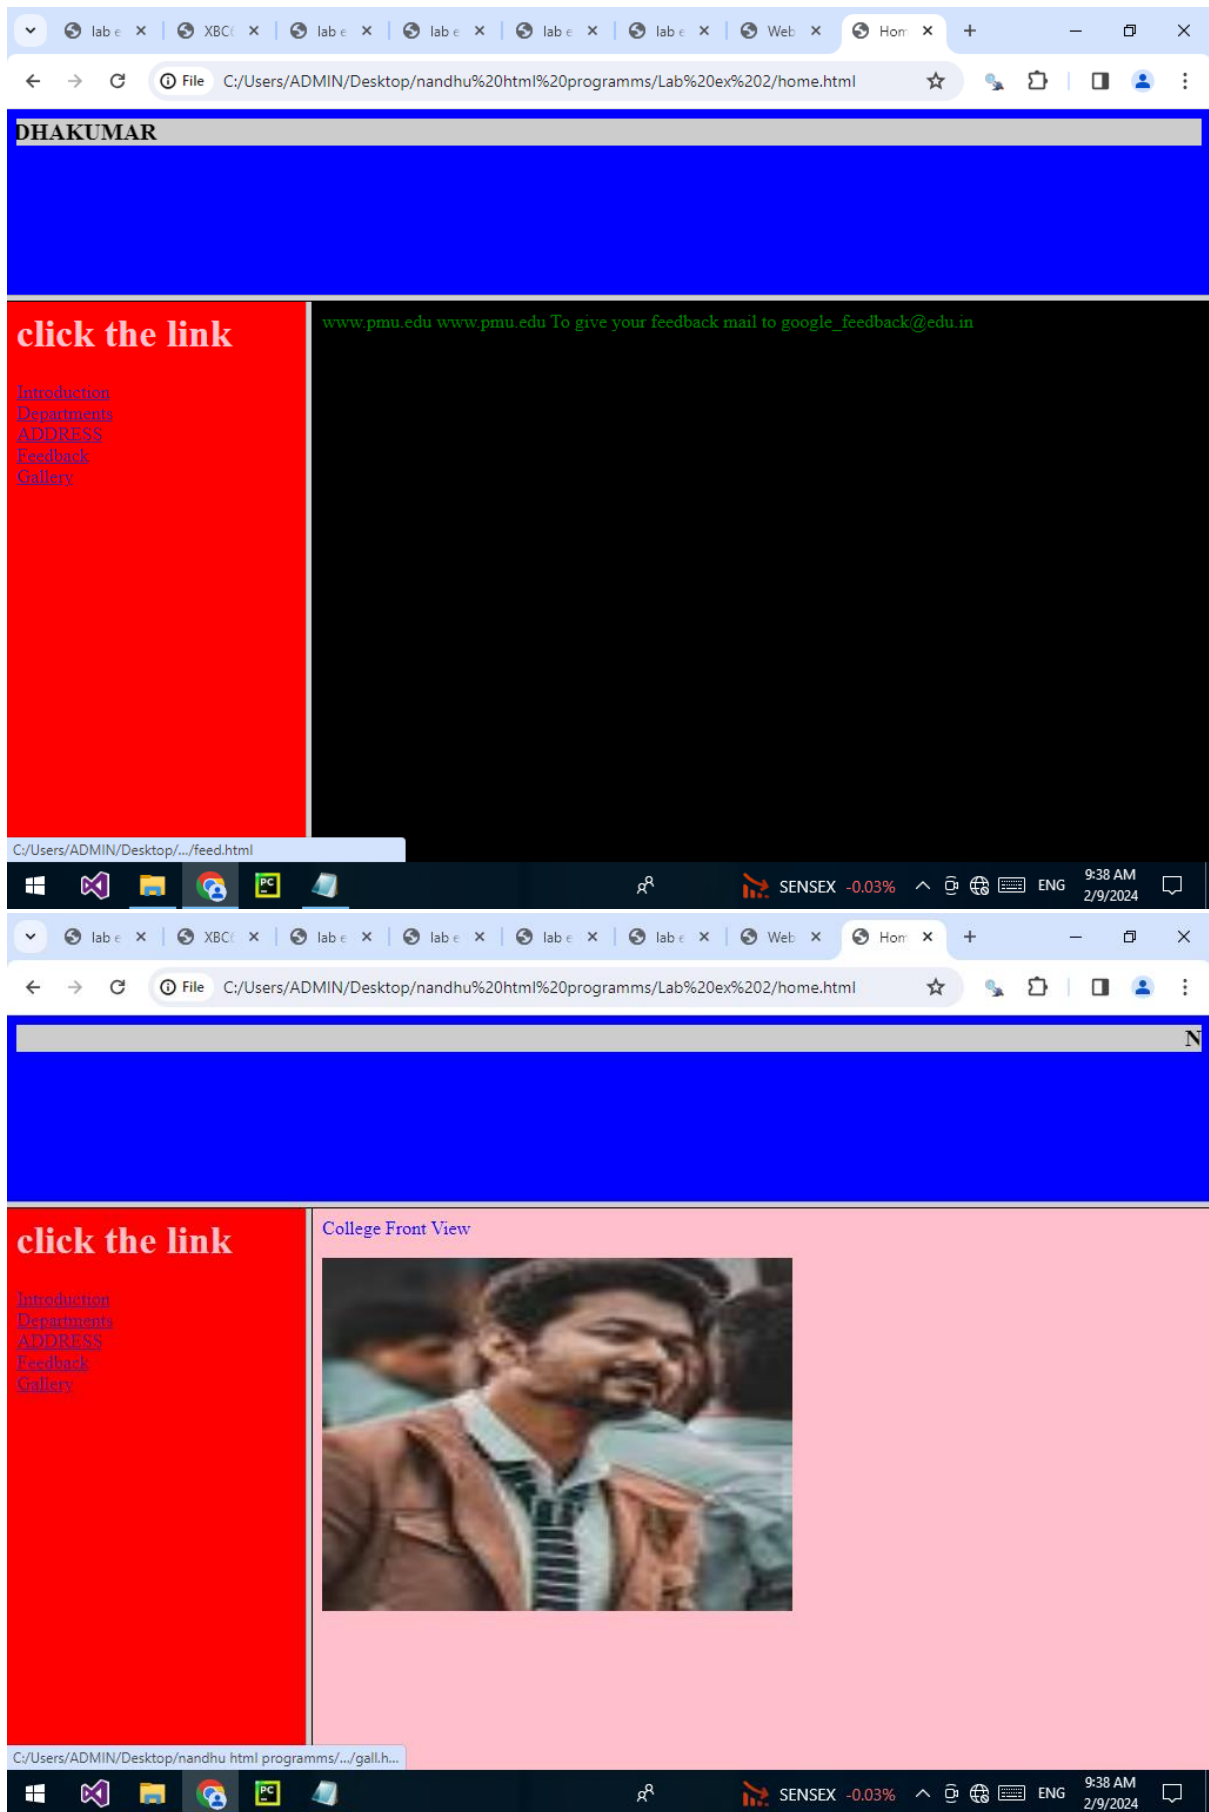 lab e XBC lab e lab e lab e lab e Web Hom
File C:/Users/ADMIN/Desktop/nandhu%20html%20programms/Lab%20ex%202/home.html
DHAKUMAR
click the link
www.pmu.edu www.pmu.edu To give your feedback mail to google_feedback@edu.in
Introduction
Departments
ADDRESS
Feedback
Gallery
C:/Users/ADMIN/Desktop/.../feed.html
PC SENSEX -0.03% ENG 9:38 AM
2/9/2024
lab e XBC lab e lab e lab e lab e Web Hom
File C:/Users/ADMIN/Desktop/nandhu%20html%20programms/Lab%20ex%202/home.html
N
click the link
College Front View
Introduction
Departments
ADDRESS
Feedback
Gallery
C:/Users/ADMIN/Desktop/nandhu html programms/.../gall.h...
PC SENSEX -0.03% ENG 9:38 AM
2/9/2024